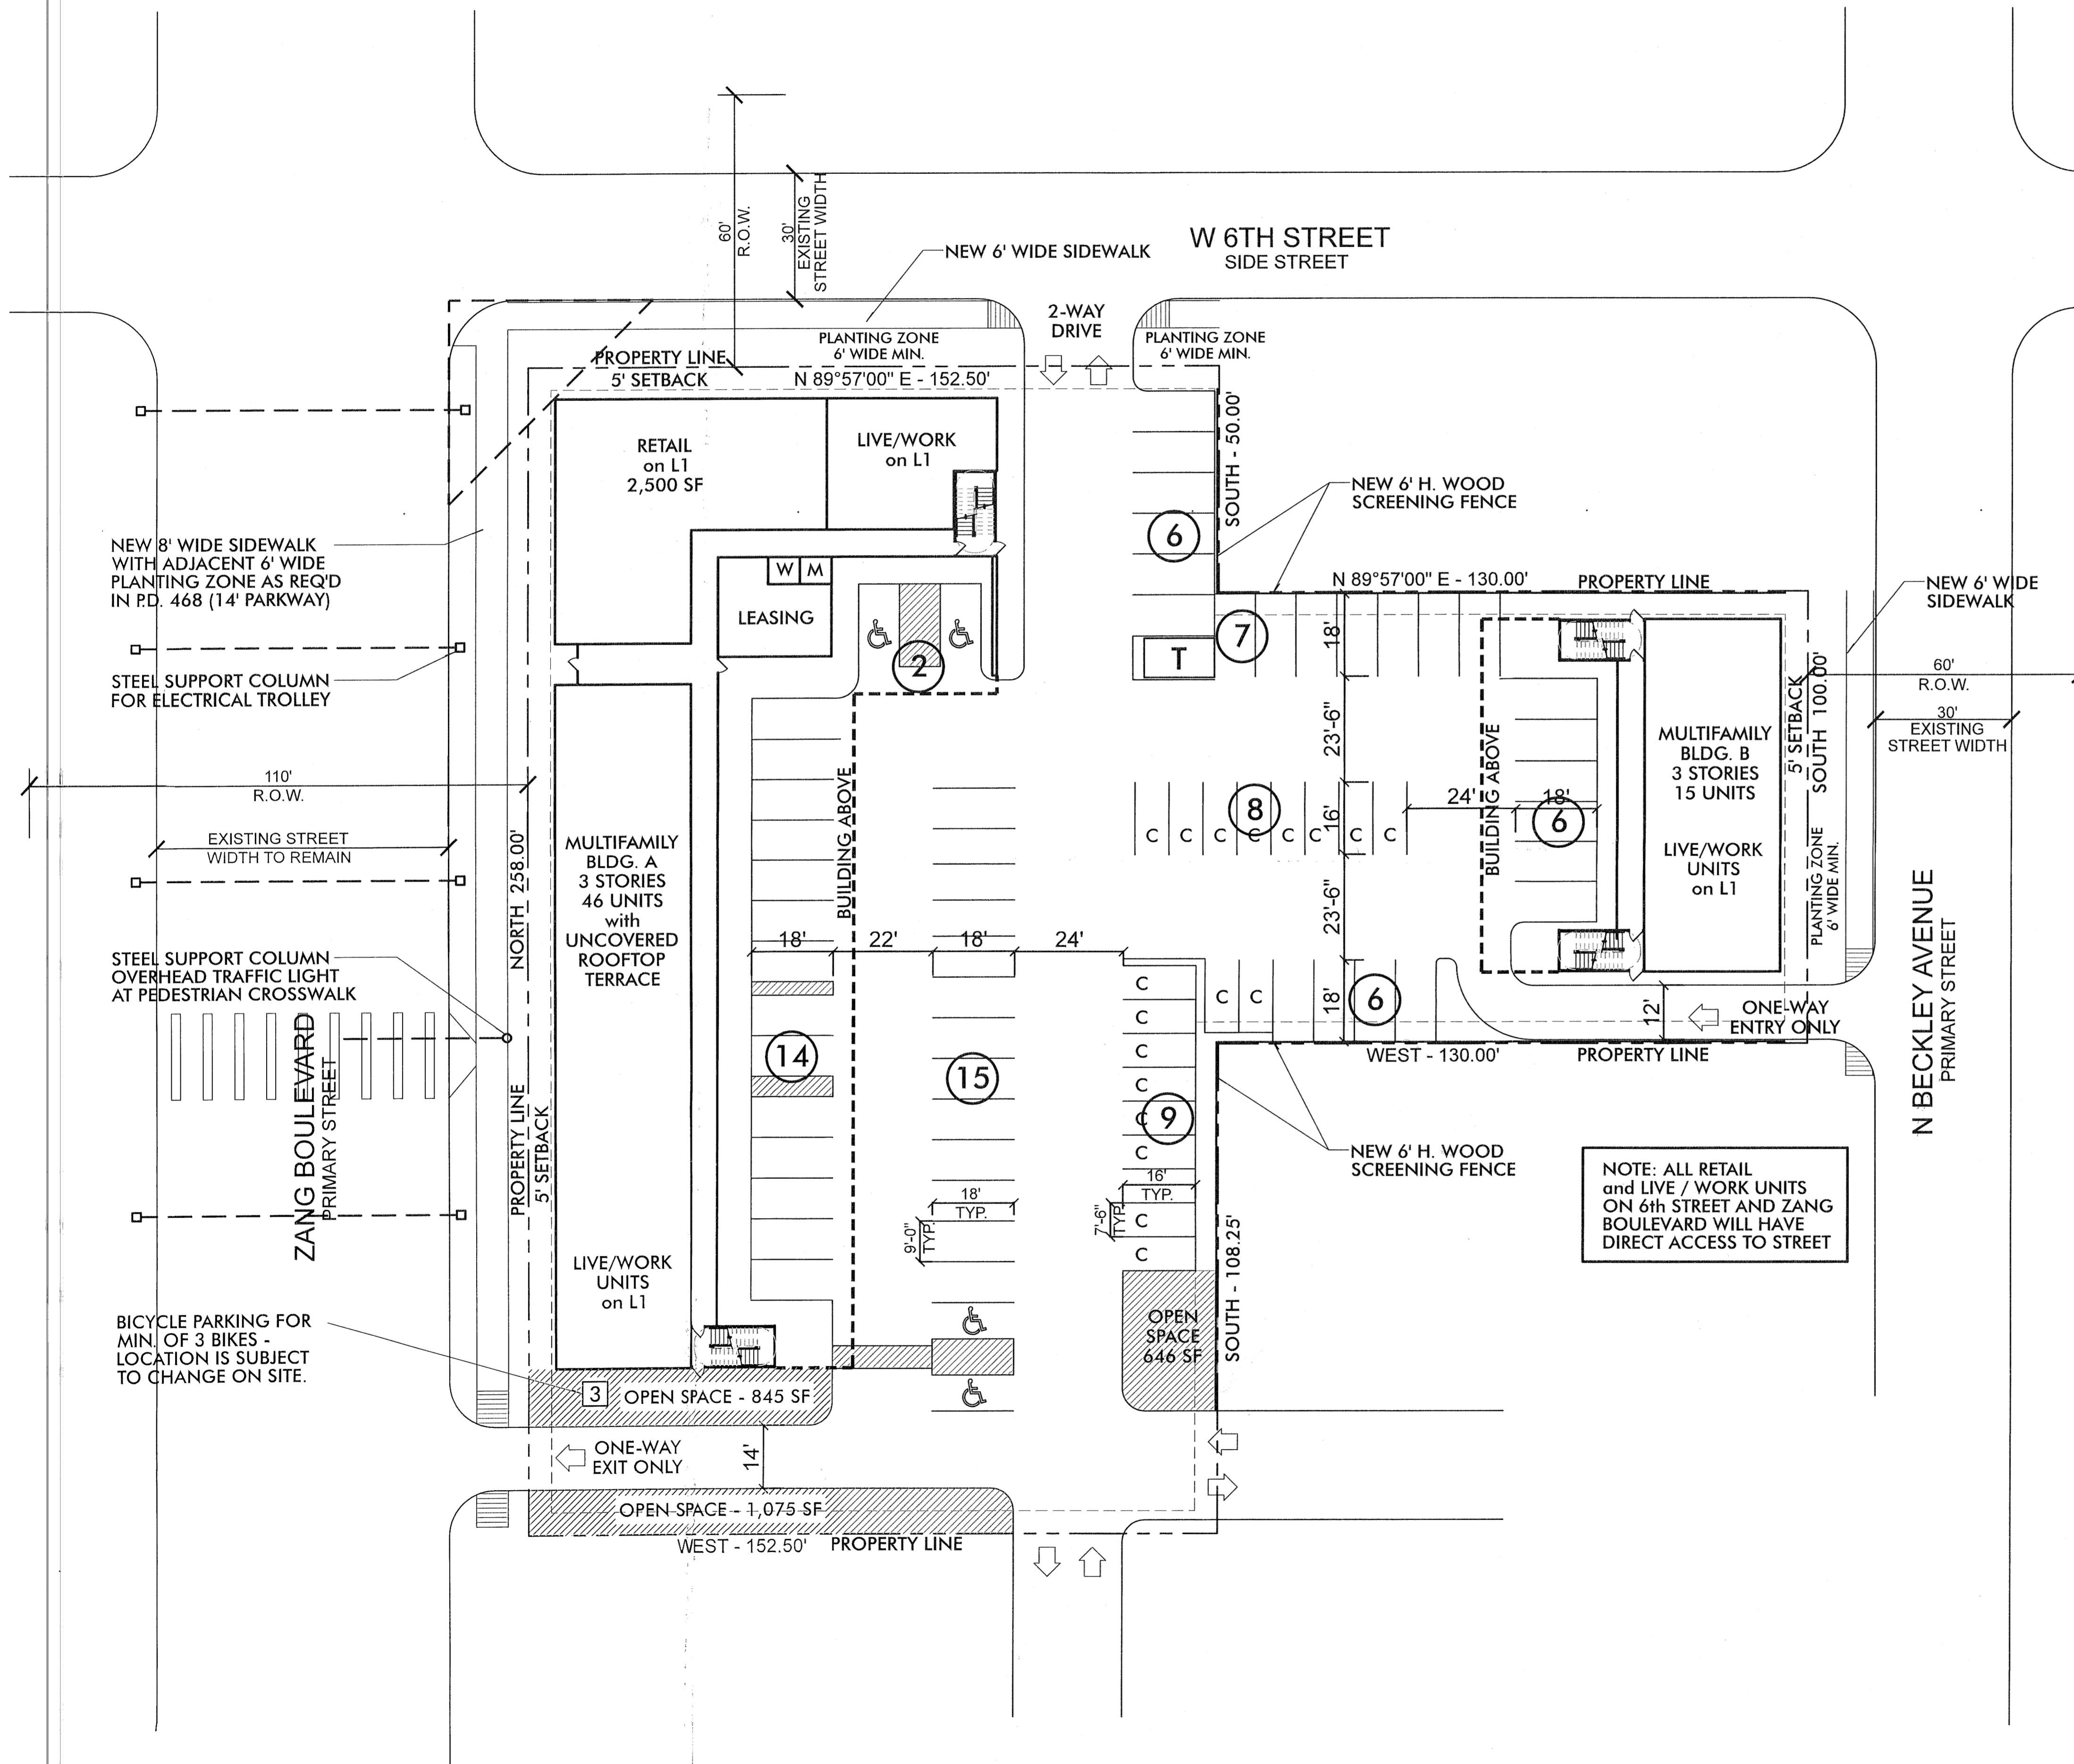 60'
R.O.W.
30'
EXISTING
STREET WIDTH
W 6TH STREET
SIDE STREET
NEW 6' WIDE SIDEWALK
2-WAY
DRIVE
PLANTING ZONE
6' WIDE MIN.
PLANTING ZONE
6' WIDE MIN.
PROPERTY LINE
5' SETBACK
N 89°57'00" E - 152.50'
SOUTH - 50.00'
RETAIL
on L1
2,500 SF
LIVE/WORK
on L1
NEW 6' H. WOOD
SCREENING FENCE
6
NEW 8' WIDE SIDEWALK
WITH ADJACENT 6' WIDE
PLANTING ZONE AS REQ'D
IN P.D. 468 (14' PARKWAY)
W
M
LEASING
2
N 89°57'00" E - 130.00'
PROPERTY LINE
NEW 6' WIDE
SIDEWALK
7
T
18'
STEEL SUPPORT COLUMN
FOR ELECTRICAL TROLLEY
60'
R.O.W.
30'
EXISTING
STREET WIDTH
5' SETBACK
SOUTH 100.00'
23'-6"
BUILDING ABOVE
MULTIFAMILY
BLDG. B
3 STORIES
15 UNITS
LIVE/WORK
UNITS
on L1
110'
R.O.W.
EXISTING STREET
WIDTH TO REMAIN
8
C C C C C C C C
16'
24'
18'
6
PLANTING ZONE
6' WIDE MIN.
NORTH 258.00'
MULTIFAMILY
BLDG. A
3 STORIES
46 UNITS
with
UNCOVERED
ROOFTOP
TERRACE
BUILDING ABOVE
18'
22'
18'
24'
23'-6"
N BECKLEY AVENUE
PRIMARY STREET
STEEL SUPPORT COLUMN
OVERHEAD TRAFFIC LIGHT
AT PEDESTRIAN CROSSWALK
C
C
C
C
C
C
C
C
9
C C
18'
6
12'
ONE-WAY
ENTRY ONLY
WEST - 130.00'
PROPERTY LINE
ZANG BOULEVARD
PRIMARY STREET
14
15
PROPERTY LINE
5' SETBACK
NEW 6' H. WOOD
SCREENING FENCE
NOTE: ALL RETAIL
and LIVE / WORK UNITS
ON 6th STREET AND ZANG
BOULEVARD WILL HAVE
DIRECT ACCESS TO STREET
18'
TYP.
9'-0"
TYP.
16'
TYP.
7'-6"
TYP.
SOUTH - 108.25'
LIVE/WORK
UNITS
on L1
OPEN
SPACE
646 SF
BICYCLE PARKING FOR
MIN. OF 3 BIKES -
LOCATION IS SUBJECT
TO CHANGE ON SITE.
3
OPEN SPACE - 845 SF
ONE-WAY
EXIT ONLY
14'
OPEN SPACE - 1,075 SF
WEST - 152.50'
PROPERTY LINE